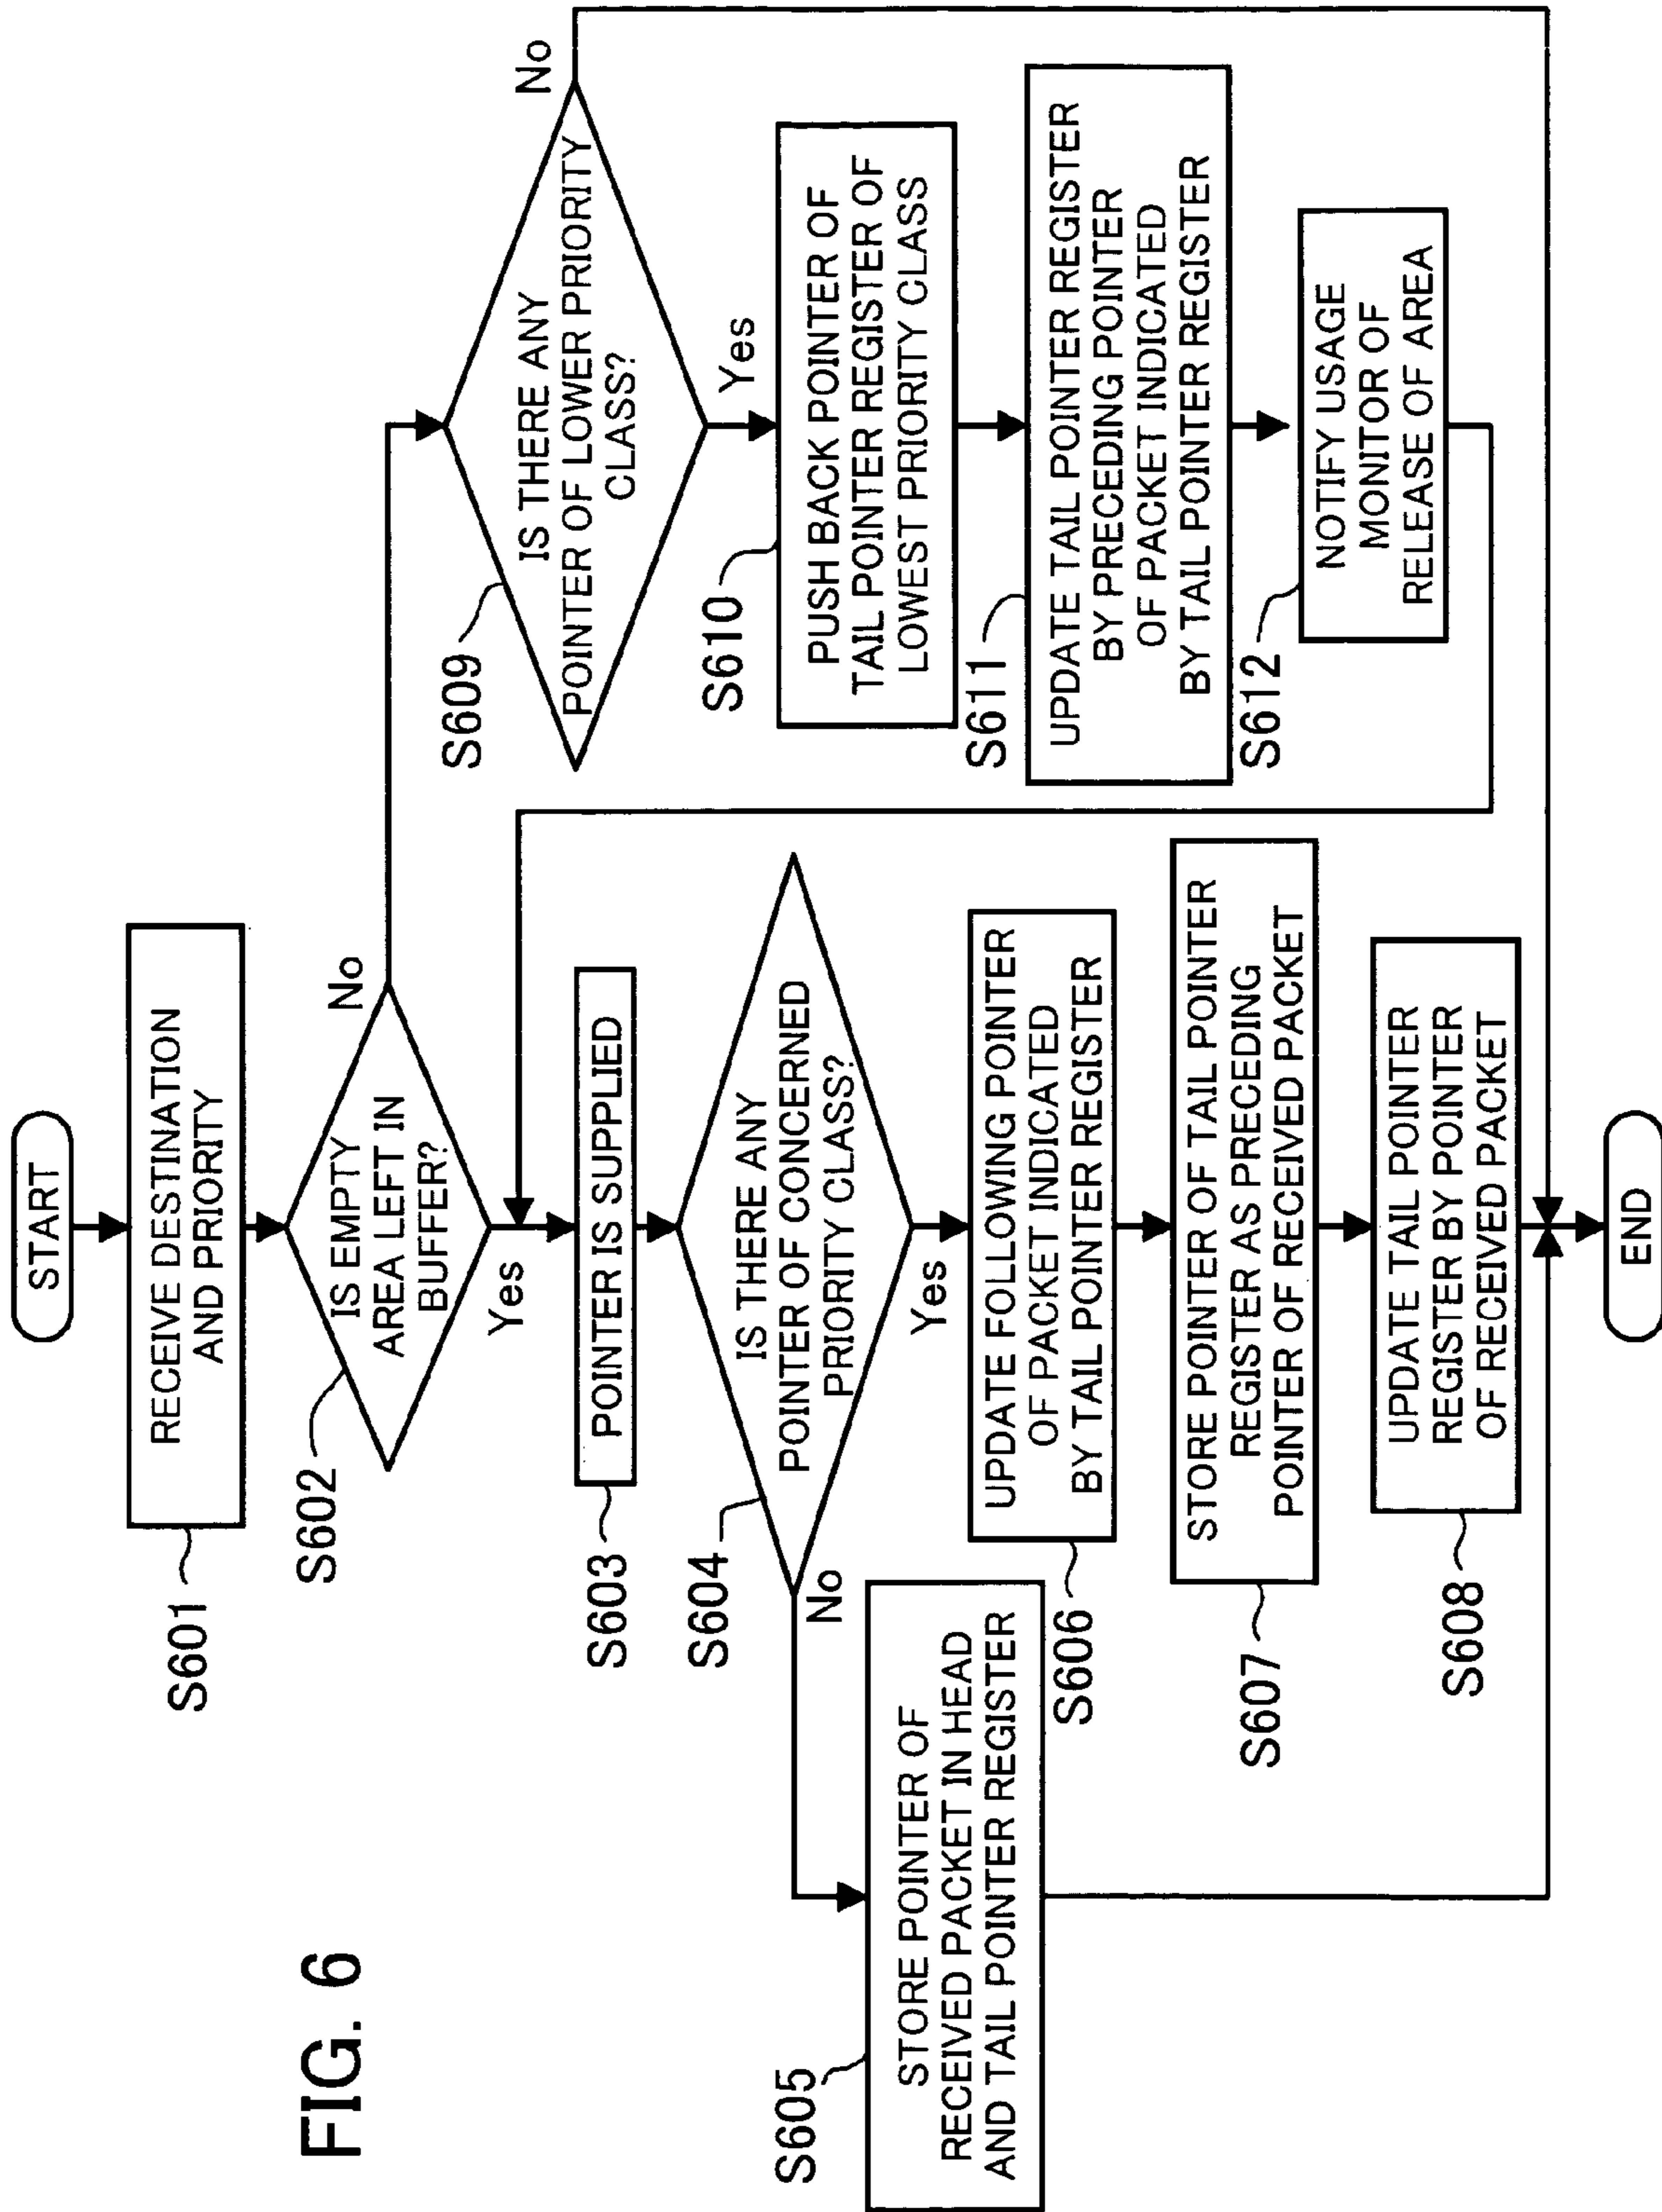 FIG. 6
START
S601
RECEIVE DESTINATION
AND PRIORITY
S602
IS EMPTY
AREA LEFT IN
BUFFER?
No
Yes
S603
POINTER IS SUPPLIED
S604
IS THERE ANY
POINTER OF CONCERNED
PRIORITY CLASS?
No
Yes
S605
STORE POINTER OF
RECEIVED PACKET IN HEAD
AND TAIL POINTER REGISTER
S606
UPDATE FOLLOWING POINTER
OF PACKET INDICATED
BY TAIL POINTER REGISTER
S607
STORE POINTER OF TAIL POINTER
REGISTER AS PRECEDING
POINTER OF RECEIVED PACKET
S608
UPDATE TAIL POINTER
REGISTER BY POINTER
OF RECEIVED PACKET
S609
IS THERE ANY
POINTER OF LOWER PRIORITY
CLASS?
No
Yes
S610
PUSH BACK POINTER OF
TAIL POINTER REGISTER OF
LOWEST PRIORITY CLASS
S611
UPDATE TAIL POINTER REGISTER
BY PRECEDING POINTER
OF PACKET INDICATED
BY TAIL POINTER REGISTER
S612
NOTIFY USAGE
MONITOR OF
RELEASE OF AREA
END